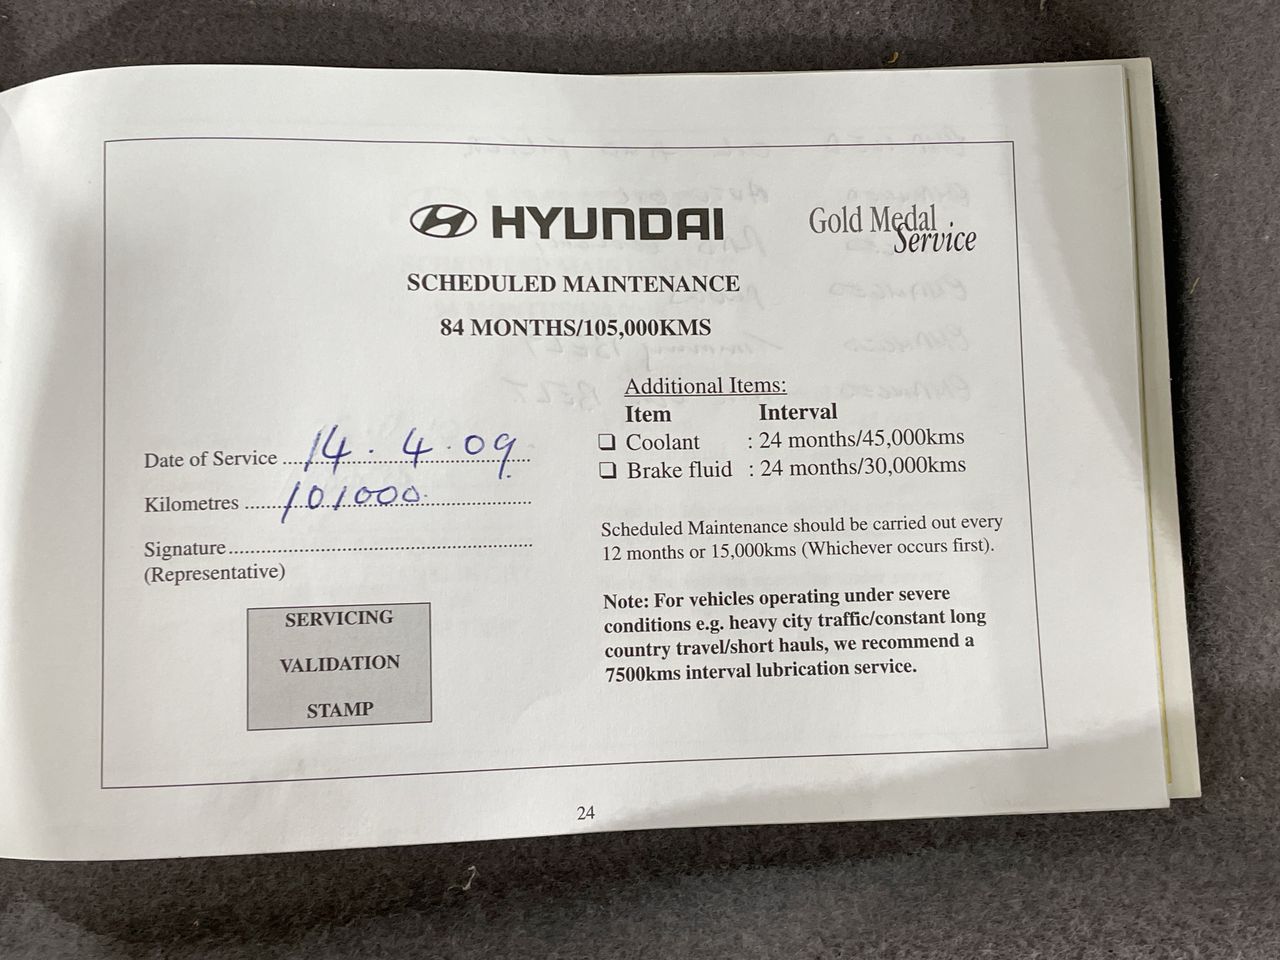 HYUNDAI
Gold Medal
Service
SCHEDULED MAINTENANCE
84 MONTHS/105,000KMS
Date of Service ........ 14.4.09
Kilometres ........ 101000
Signature ........
(Representative)
SERVICING
VALIDATION
STAMP
Additional Items:
Item Interval
❏ Coolant : 24 months/45,000kms
❏ Brake fluid : 24 months/30,000kms
Scheduled Maintenance should be carried out every
12 months or 15,000kms (Whichever occurs first).
Note: For vehicles operating under severe
conditions e.g. heavy city traffic/constant long
country travel/short hauls, we recommend a
7500kms interval lubrication service.
24